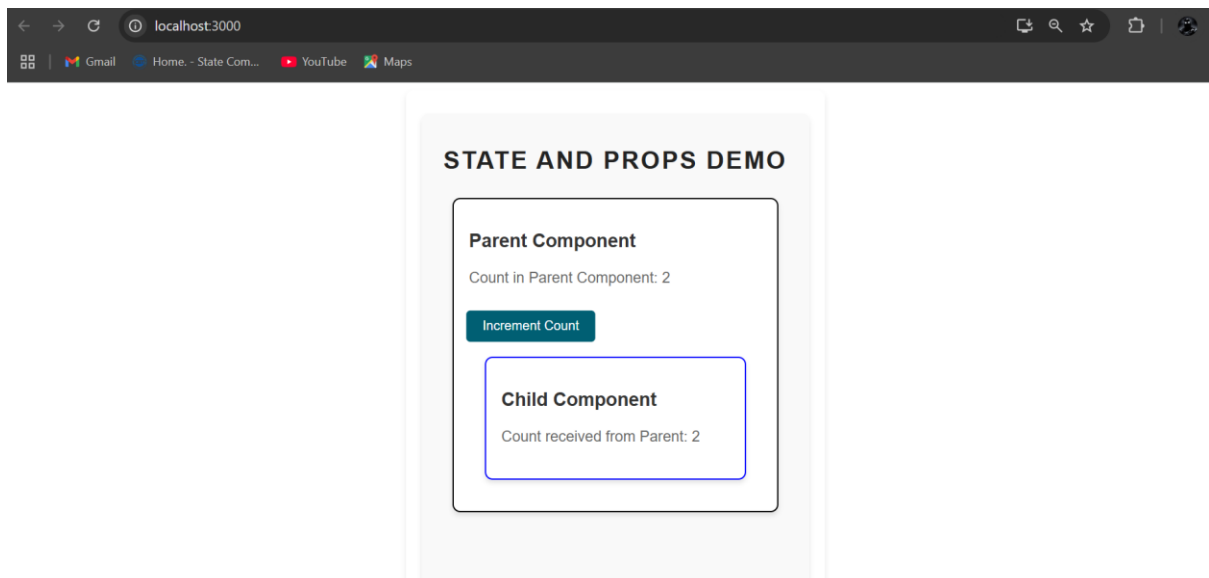 localhost:3000
Gmail Home. - State Com... YouTube Maps
STATE AND PROPS DEMO
Parent Component
Count in Parent Component: 2
Increment Count
Child Component
Count received from Parent: 2